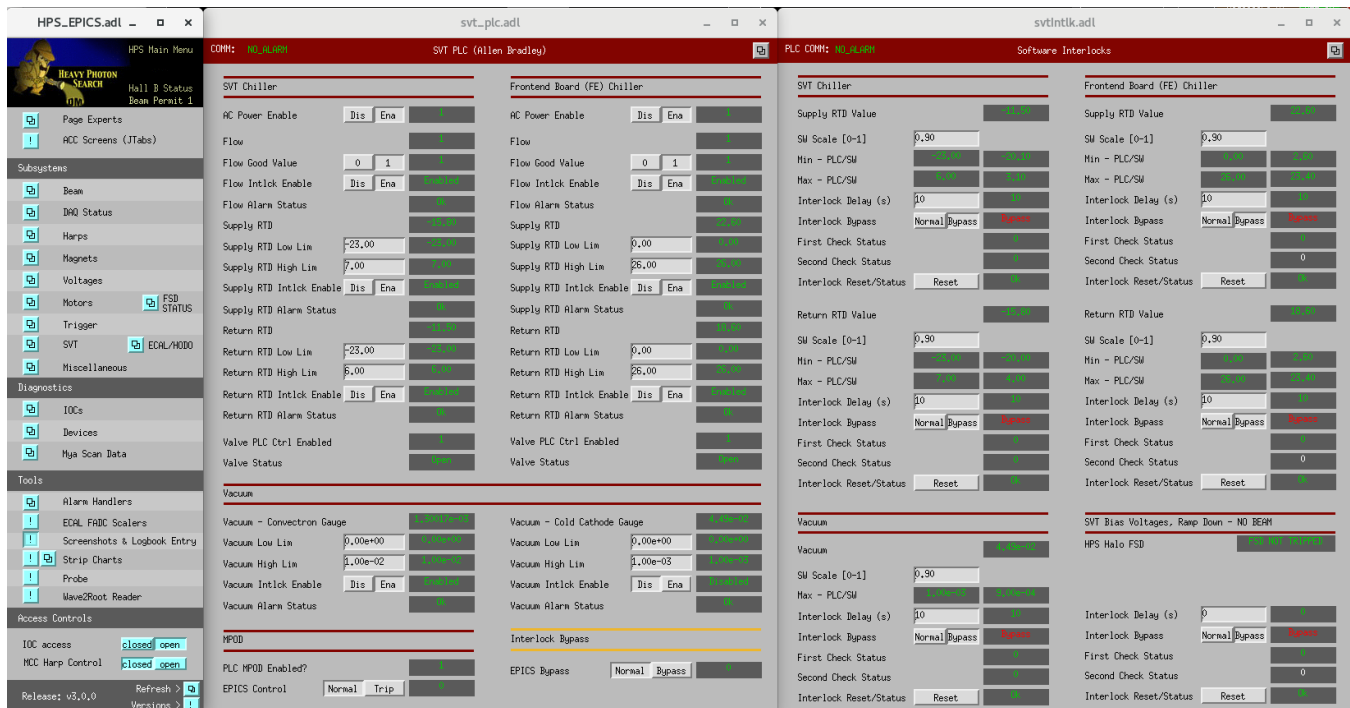 HPS_EPICS.adl
HPS Main Menu
HEAVY PHOTON
SEARCH
Hall B Status
Beam Permit 1
Page Experts
! ACC Screens (JTabs)
Subsystems
Beam
DAQ Status
Harps
Magnets
Voltages
Motors FSD STATUS
Trigger
SVT ECAL/HODO
Miscellaneous
Diagnostics
IOCs
Devices
Mya Scan Data
Tools
Alarm Handlers
! ECAL FADC Scalers
! Screenshots & Logbook Entry
! Strip Charts
! Probe
! Wave2Root Reader
Access Controls
IOC access closed open
MCC Harp Control closed open
Release: v3.0.0 Refresh >
Versions > !
svt_plc.adl
COMM: NO_ALARM SVT PLC (Allen Bradley)
SVT Chiller
AC Power Enable Dis Ena 1
Flow 1
Flow Good Value 0 1 1
Flow Intlck Enable Dis Ena Enabled
Flow Alarm Status Ok
Supply RTD -15.80
Supply RTD Low Lim -23.00 -23.00
Supply RTD High Lim 7.00 7.00
Supply RTD Intlck Enable Dis Ena Enabled
Supply RTD Alarm Status Ok
Return RTD -11.50
Return RTD Low Lim -23.00 -23.00
Return RTD High Lim 6.00 6.00
Return RTD Intlck Enable Dis Ena Enabled
Return RTD Alarm Status Ok
Valve PLC Ctrl Enabled 1
Valve Status Open
Frontend Board (FE) Chiller
AC Power Enable Dis Ena 1
Flow 1
Flow Good Value 0 1 1
Flow Intlck Enable Dis Ena Enabled
Flow Alarm Status Ok
Supply RTD 22.60
Supply RTD Low Lim 0.00 0.00
Supply RTD High Lim 26.00 26.00
Supply RTD Intlck Enable Dis Ena Enabled
Supply RTD Alarm Status Ok
Return RTD 18.60
Return RTD Low Lim 0.00 0.00
Return RTD High Lim 26.00 26.00
Return RTD Intlck Enable Dis Ena Enabled
Return RTD Alarm Status Ok
Valve PLC Ctrl Enabled 1
Valve Status Open
Vacuum
Vacuum - Convectron Gauge 1.30017e-03
Vacuum Low Lim 0.00e+00 0.00e+00
Vacuum High Lim 1.00e-02 1.00e-02
Vacuum Intlck Enable Dis Ena Enabled
Vacuum Alarm Status Ok
Vacuum - Cold Cathode Gauge 4.49e-02
Vacuum Low Lim 0.00e+00 0.00e+00
Vacuum High Lim 1.00e-03 1.00e-03
Vacuum Intlck Enable Dis Ena Disabled
Vacuum Alarm Status Ok
MPOD
PLC MPOD Enabled? 1
EPICS Control Normal Trip 0
Interlock Bypass
EPICS Bypass Normal Bypass 0
svtIntlk.adl
PLC COMM: NO_ALARM Software Interlocks
SVT Chiller
Supply RTD Value -11.50
SW Scale [0-1] 0.90
Min - PLC/SW -23.00 -20.10
Max - PLC/SW 6.00 3.10
Interlock Delay (s) 10 10
Interlock Bypass Normal Bypass Bypass
First Check Status 0
Second Check Status 0
Interlock Reset/Status Reset Ok
Return RTD Value -15.80
SW Scale [0-1] 0.90
Min - PLC/SW -23.00 -20.00
Max - PLC/SW 7.00 4.00
Interlock Delay (s) 10 10
Interlock Bypass Normal Bypass Bypass
First Check Status 0
Second Check Status 0
Interlock Reset/Status Reset Ok
Frontend Board (FE) Chiller
Supply RTD Value 22.60
SW Scale [0-1] 0.90
Min - PLC/SW 0.00 2.60
Max - PLC/SW 26.00 23.40
Interlock Delay (s) 10 10
Interlock Bypass Normal Bypass Bypass
First Check Status 0
Second Check Status 0
Interlock Reset/Status Reset Ok
Return RTD Value 18.60
SW Scale [0-1] 0.90
Min - PLC/SW 0.00 2.60
Max - PLC/SW 26.00 23.40
Interlock Delay (s) 10 10
Interlock Bypass Normal Bypass Bypass
First Check Status 0
Second Check Status 0
Interlock Reset/Status Reset Ok
Vacuum
Vacuum 4.49e-02
SW Scale [0-1] 0.90
Max - PLC/SW 1.00e-03 9.00e-04
Interlock Delay (s) 10 10
Interlock Bypass Normal Bypass Bypass
First Check Status 0
Second Check Status 0
Interlock Reset/Status Reset Ok
SVT Bias Voltages, Ramp Down - NO BEAM
HPS Halo FSD FSD NOT TRIPPED
Interlock Delay (s) 0 0
Interlock Bypass Normal Bypass Bypass
First Check Status 0
Second Check Status 0
Interlock Reset/Status Reset Ok